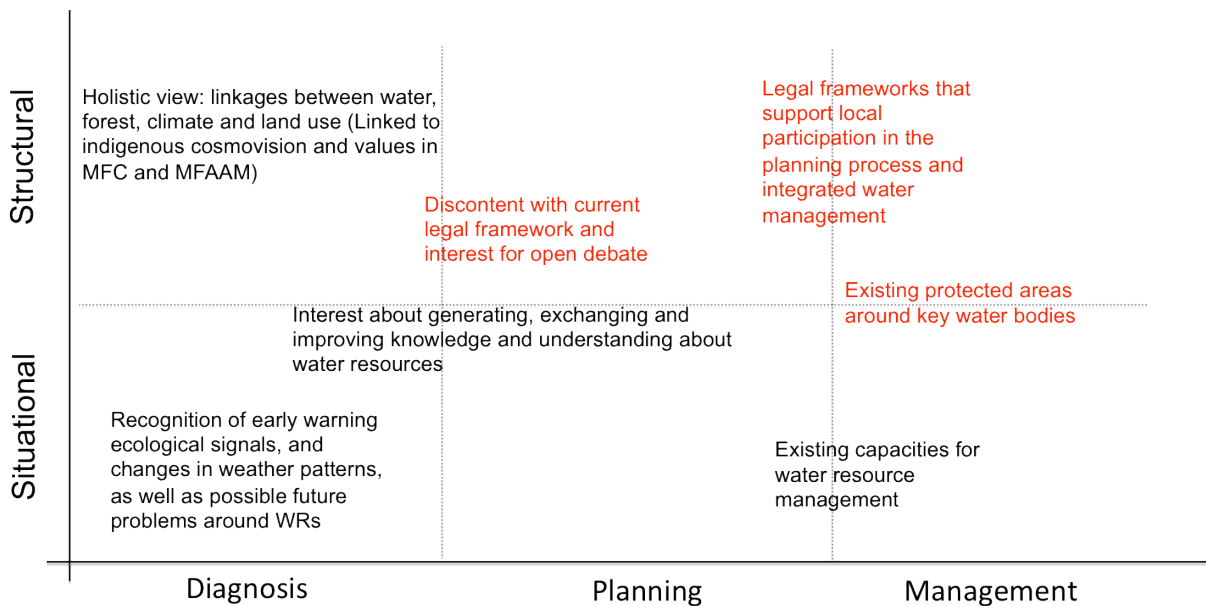 Structural
Holistic view: linkages between water,
forest, climate and land use (Linked to
indigenous cosmovision and values in
MFC and MFAAM)
Legal frameworks that
support local
participation in the
planning process and
integrated water
management
Discontent with current
legal framework and
interest for open debate
Existing protected areas
around key water bodies
Situational
Interest about generating, exchanging and
improving knowledge and understanding about
water resources
Recognition of early warning
ecological signals, and
changes in weather patterns,
as well as possible future
problems around WRs
Existing capacities for
water resource
management
Diagnosis
Planning
Management